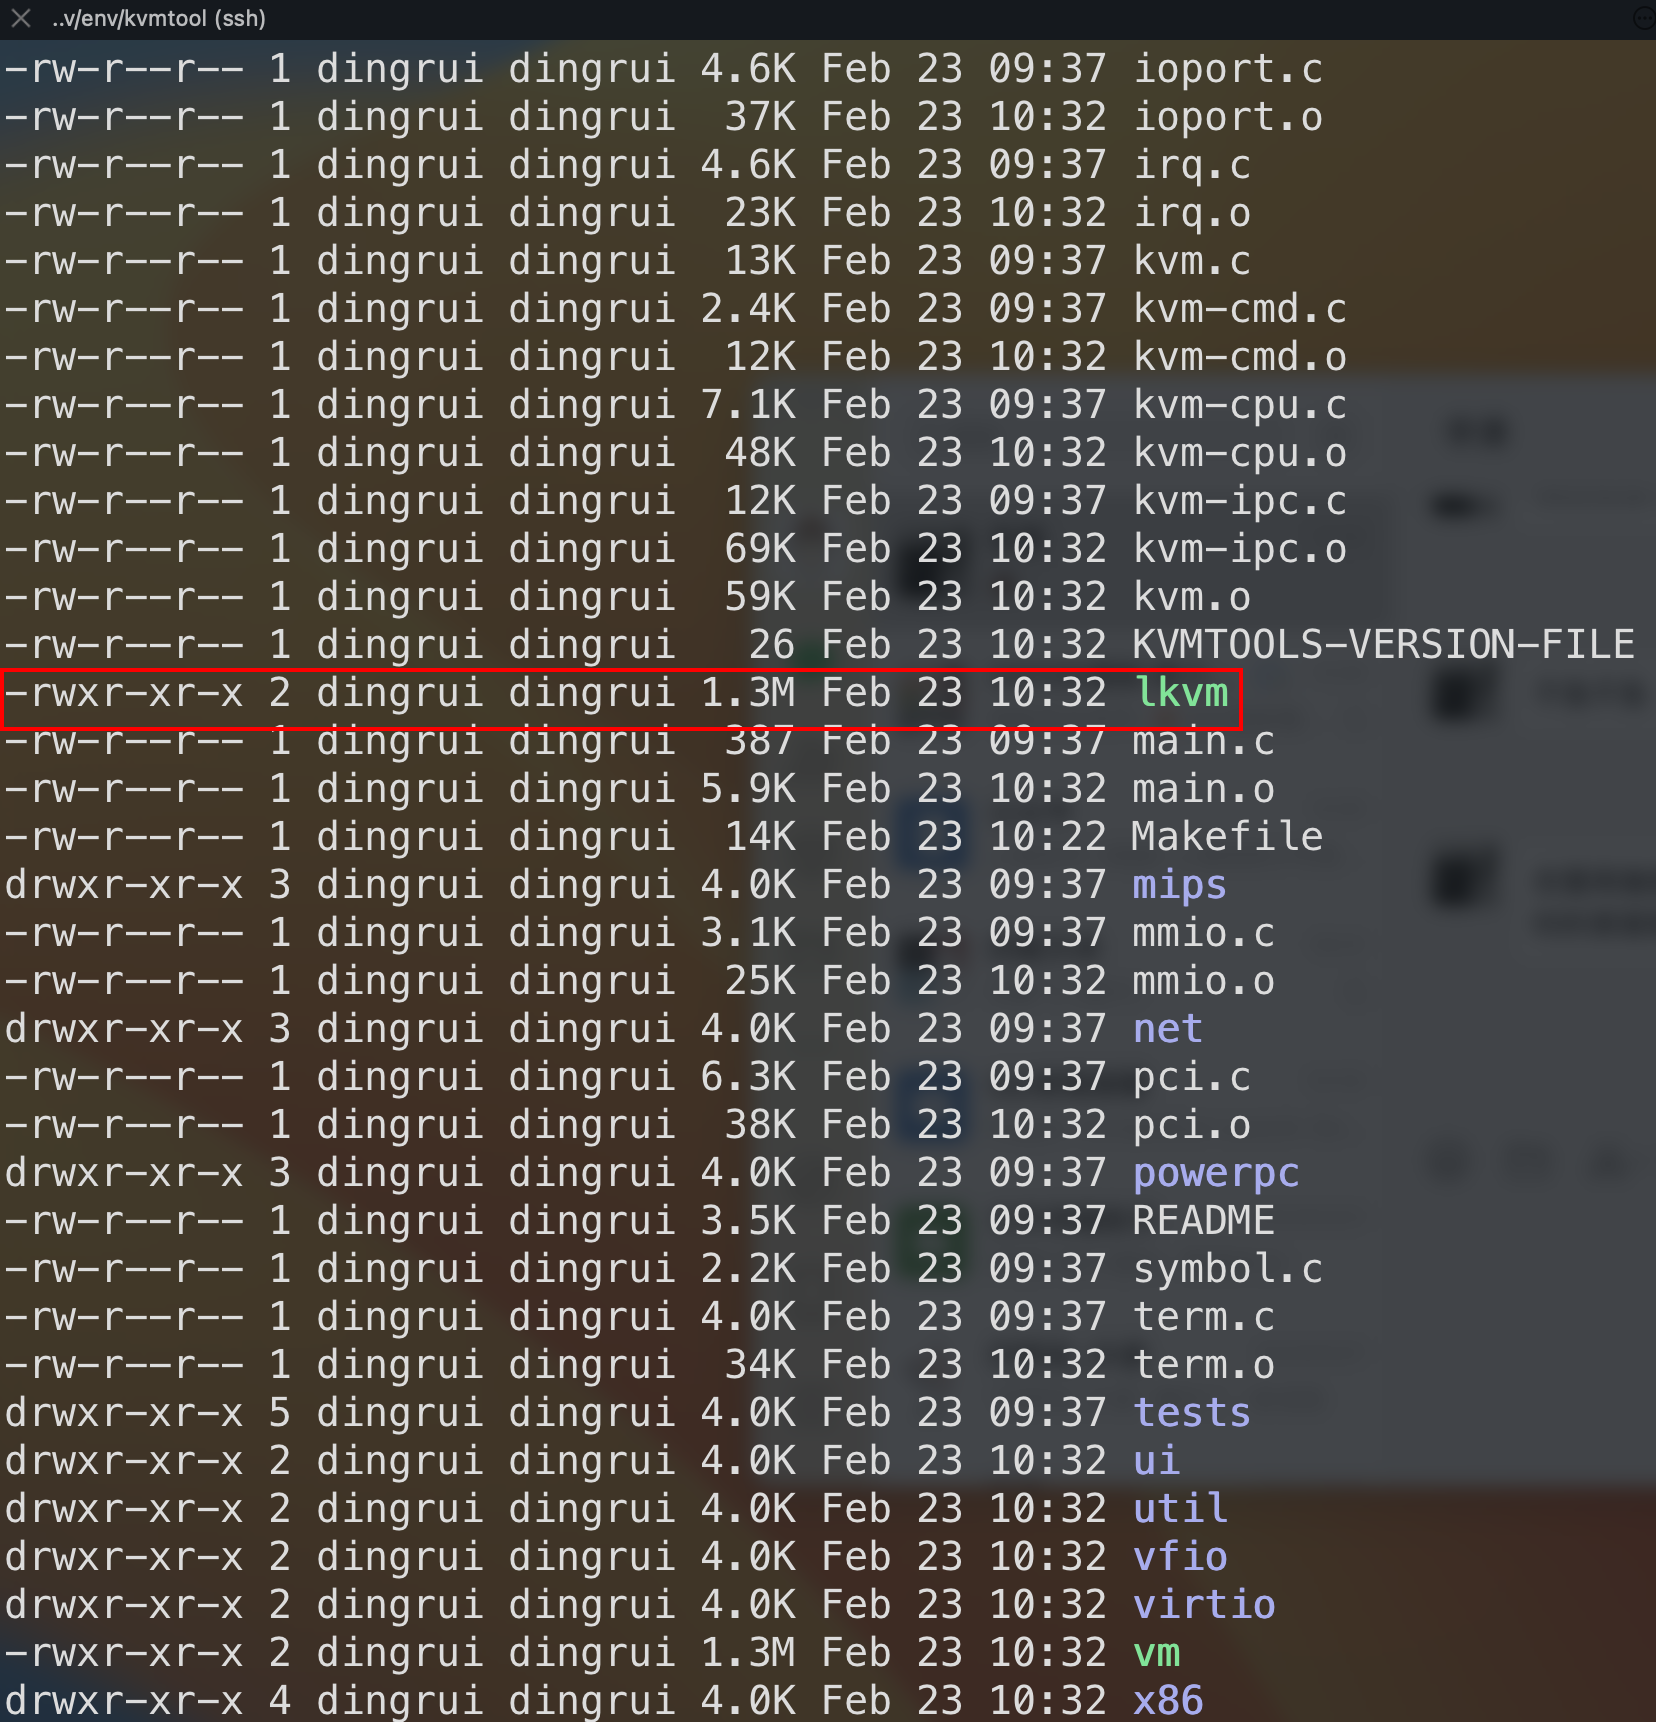 ..v/env/kvmtool (ssh)
-rw-r--r-- 1 dingrui dingrui 4.6K Feb 23 09:37 ioport.c
-rw-r--r-- 1 dingrui dingrui  37K Feb 23 10:32 ioport.o
-rw-r--r-- 1 dingrui dingrui 4.6K Feb 23 09:37 irq.c
-rw-r--r-- 1 dingrui dingrui  23K Feb 23 10:32 irq.o
-rw-r--r-- 1 dingrui dingrui  13K Feb 23 09:37 kvm.c
-rw-r--r-- 1 dingrui dingrui 2.4K Feb 23 09:37 kvm-cmd.c
-rw-r--r-- 1 dingrui dingrui  12K Feb 23 10:32 kvm-cmd.o
-rw-r--r-- 1 dingrui dingrui 7.1K Feb 23 09:37 kvm-cpu.c
-rw-r--r-- 1 dingrui dingrui  48K Feb 23 10:32 kvm-cpu.o
-rw-r--r-- 1 dingrui dingrui  12K Feb 23 09:37 kvm-ipc.c
-rw-r--r-- 1 dingrui dingrui  69K Feb 23 10:32 kvm-ipc.o
-rw-r--r-- 1 dingrui dingrui  59K Feb 23 10:32 kvm.o
-rw-r--r-- 1 dingrui dingrui   26 Feb 23 10:32 KVMTOOLS-VERSION-FILE
-rwxr-xr-x 2 dingrui dingrui 1.3M Feb 23 10:32 lkvm
-rw-r--r-- 1 dingrui dingrui  387 Feb 23 09:37 main.c
-rw-r--r-- 1 dingrui dingrui 5.9K Feb 23 10:32 main.o
-rw-r--r-- 1 dingrui dingrui  14K Feb 23 10:22 Makefile
drwxr-xr-x 3 dingrui dingrui 4.0K Feb 23 09:37 mips
-rw-r--r-- 1 dingrui dingrui 3.1K Feb 23 09:37 mmio.c
-rw-r--r-- 1 dingrui dingrui  25K Feb 23 10:32 mmio.o
drwxr-xr-x 3 dingrui dingrui 4.0K Feb 23 09:37 net
-rw-r--r-- 1 dingrui dingrui 6.3K Feb 23 09:37 pci.c
-rw-r--r-- 1 dingrui dingrui  38K Feb 23 10:32 pci.o
drwxr-xr-x 3 dingrui dingrui 4.0K Feb 23 09:37 powerpc
-rw-r--r-- 1 dingrui dingrui 3.5K Feb 23 09:37 README
-rw-r--r-- 1 dingrui dingrui 2.2K Feb 23 09:37 symbol.c
-rw-r--r-- 1 dingrui dingrui 4.0K Feb 23 09:37 term.c
-rw-r--r-- 1 dingrui dingrui  34K Feb 23 10:32 term.o
drwxr-xr-x 5 dingrui dingrui 4.0K Feb 23 09:37 tests
drwxr-xr-x 2 dingrui dingrui 4.0K Feb 23 10:32 ui
drwxr-xr-x 2 dingrui dingrui 4.0K Feb 23 10:32 util
drwxr-xr-x 2 dingrui dingrui 4.0K Feb 23 10:32 vfio
drwxr-xr-x 2 dingrui dingrui 4.0K Feb 23 10:32 virtio
-rwxr-xr-x 2 dingrui dingrui 1.3M Feb 23 10:32 vm
drwxr-xr-x 4 dingrui dingrui 4.0K Feb 23 10:32 x86